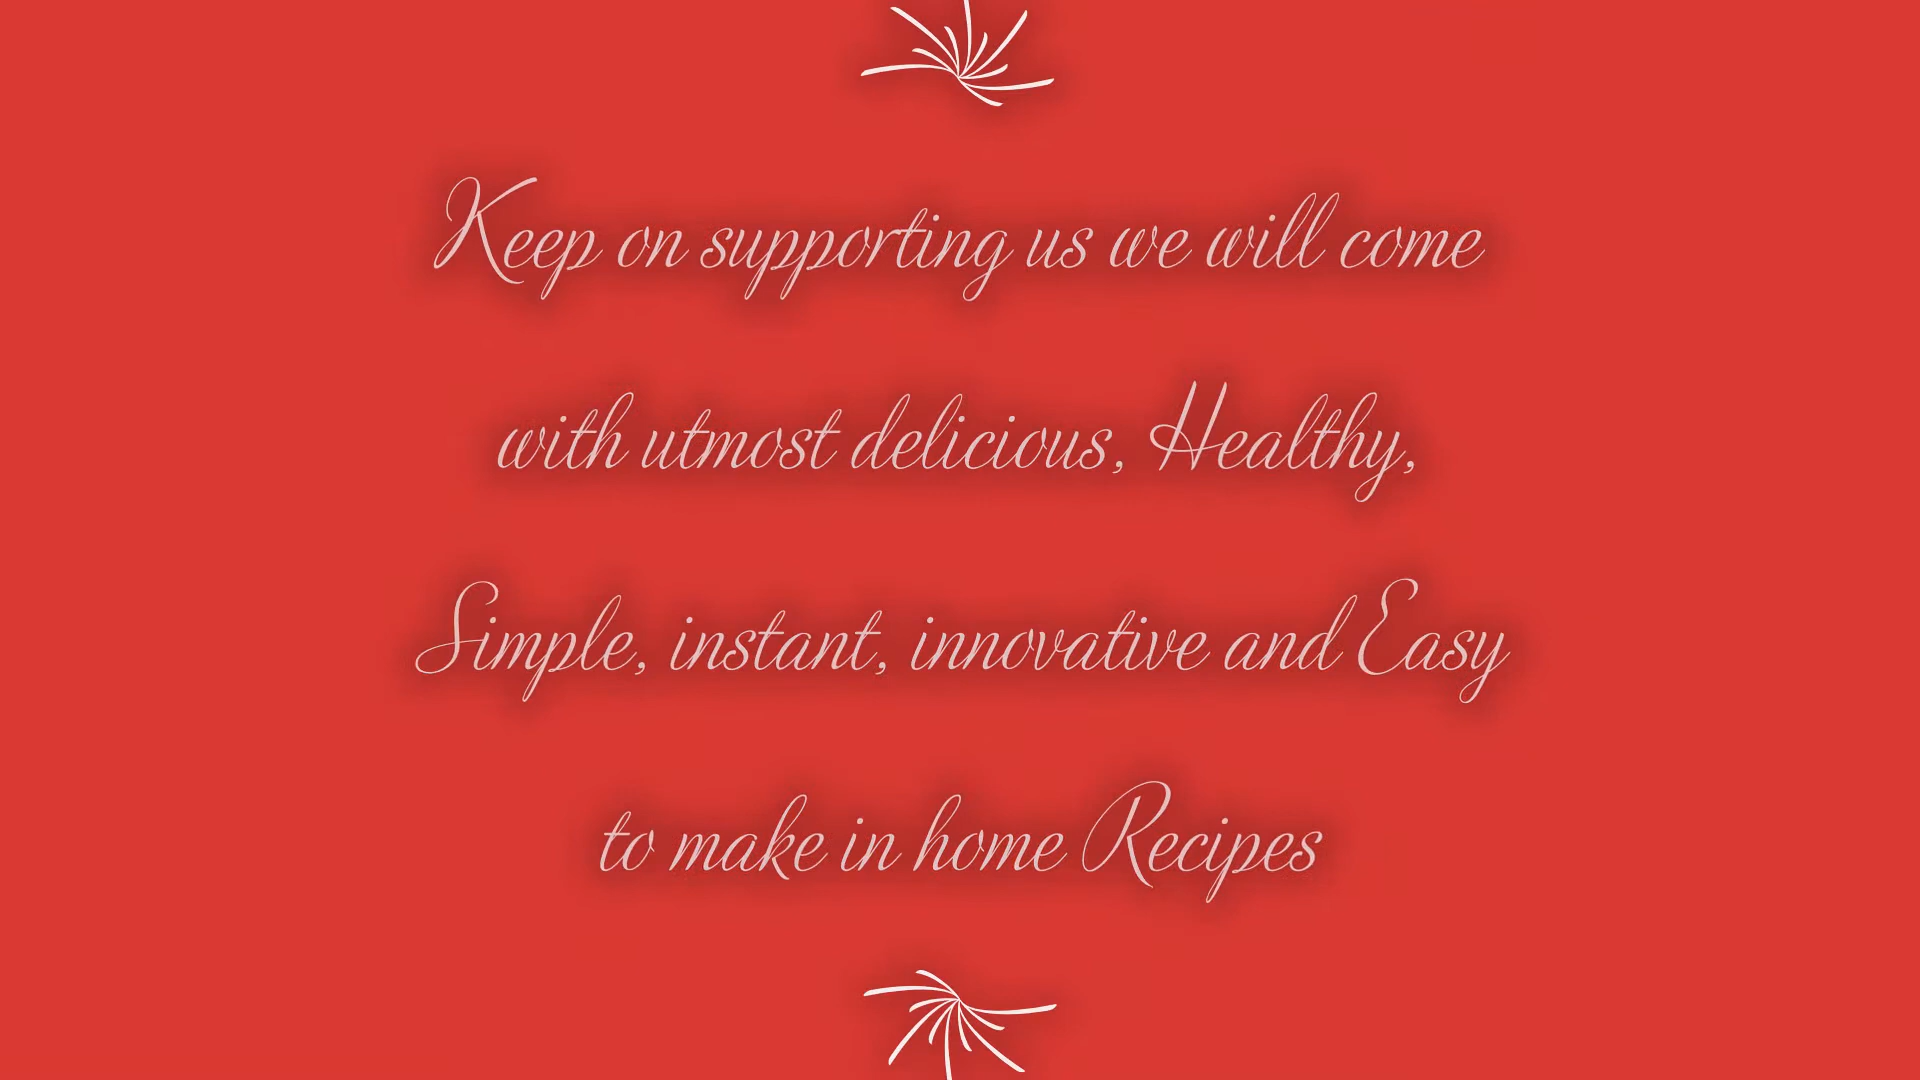 Keep on supporting us we will come
with utmost delicious, Healthy,
Simple, instant, innovative and Easy
to make in home Recipes